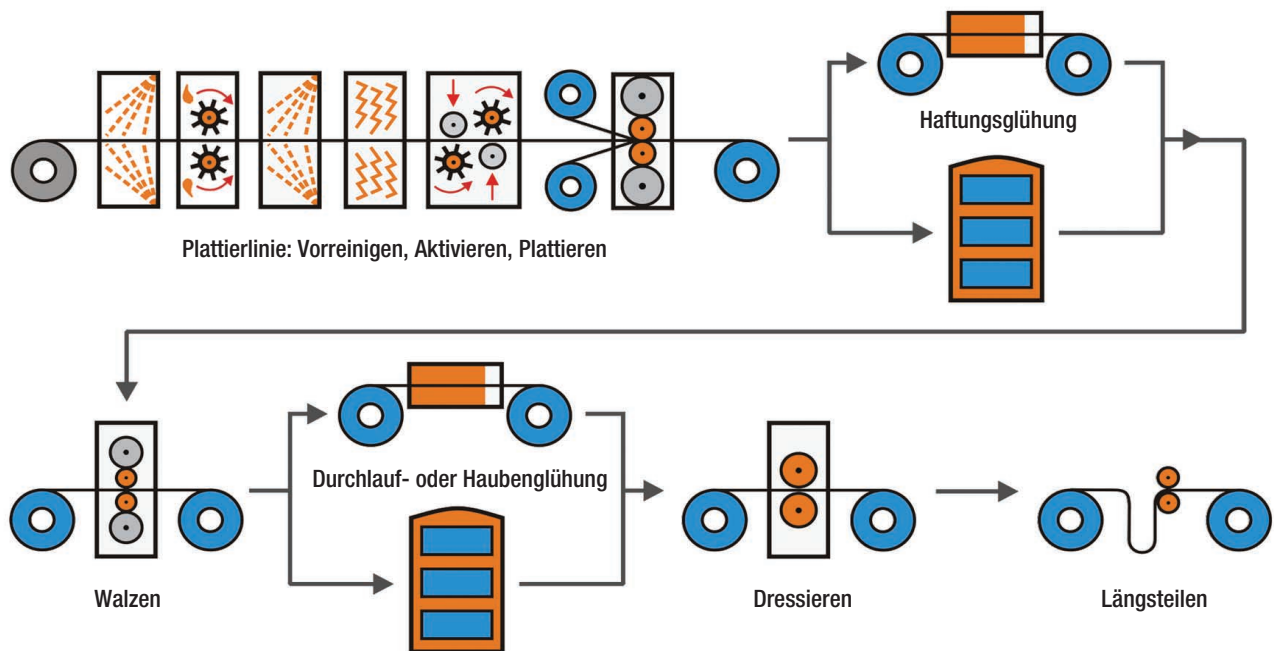 Haftungsglühung
Plattierlinie: Vorreinigen, Aktivieren, Plattieren
Durchlauf- oder Haubenglühung
Walzen
Dressieren
Längsteilen